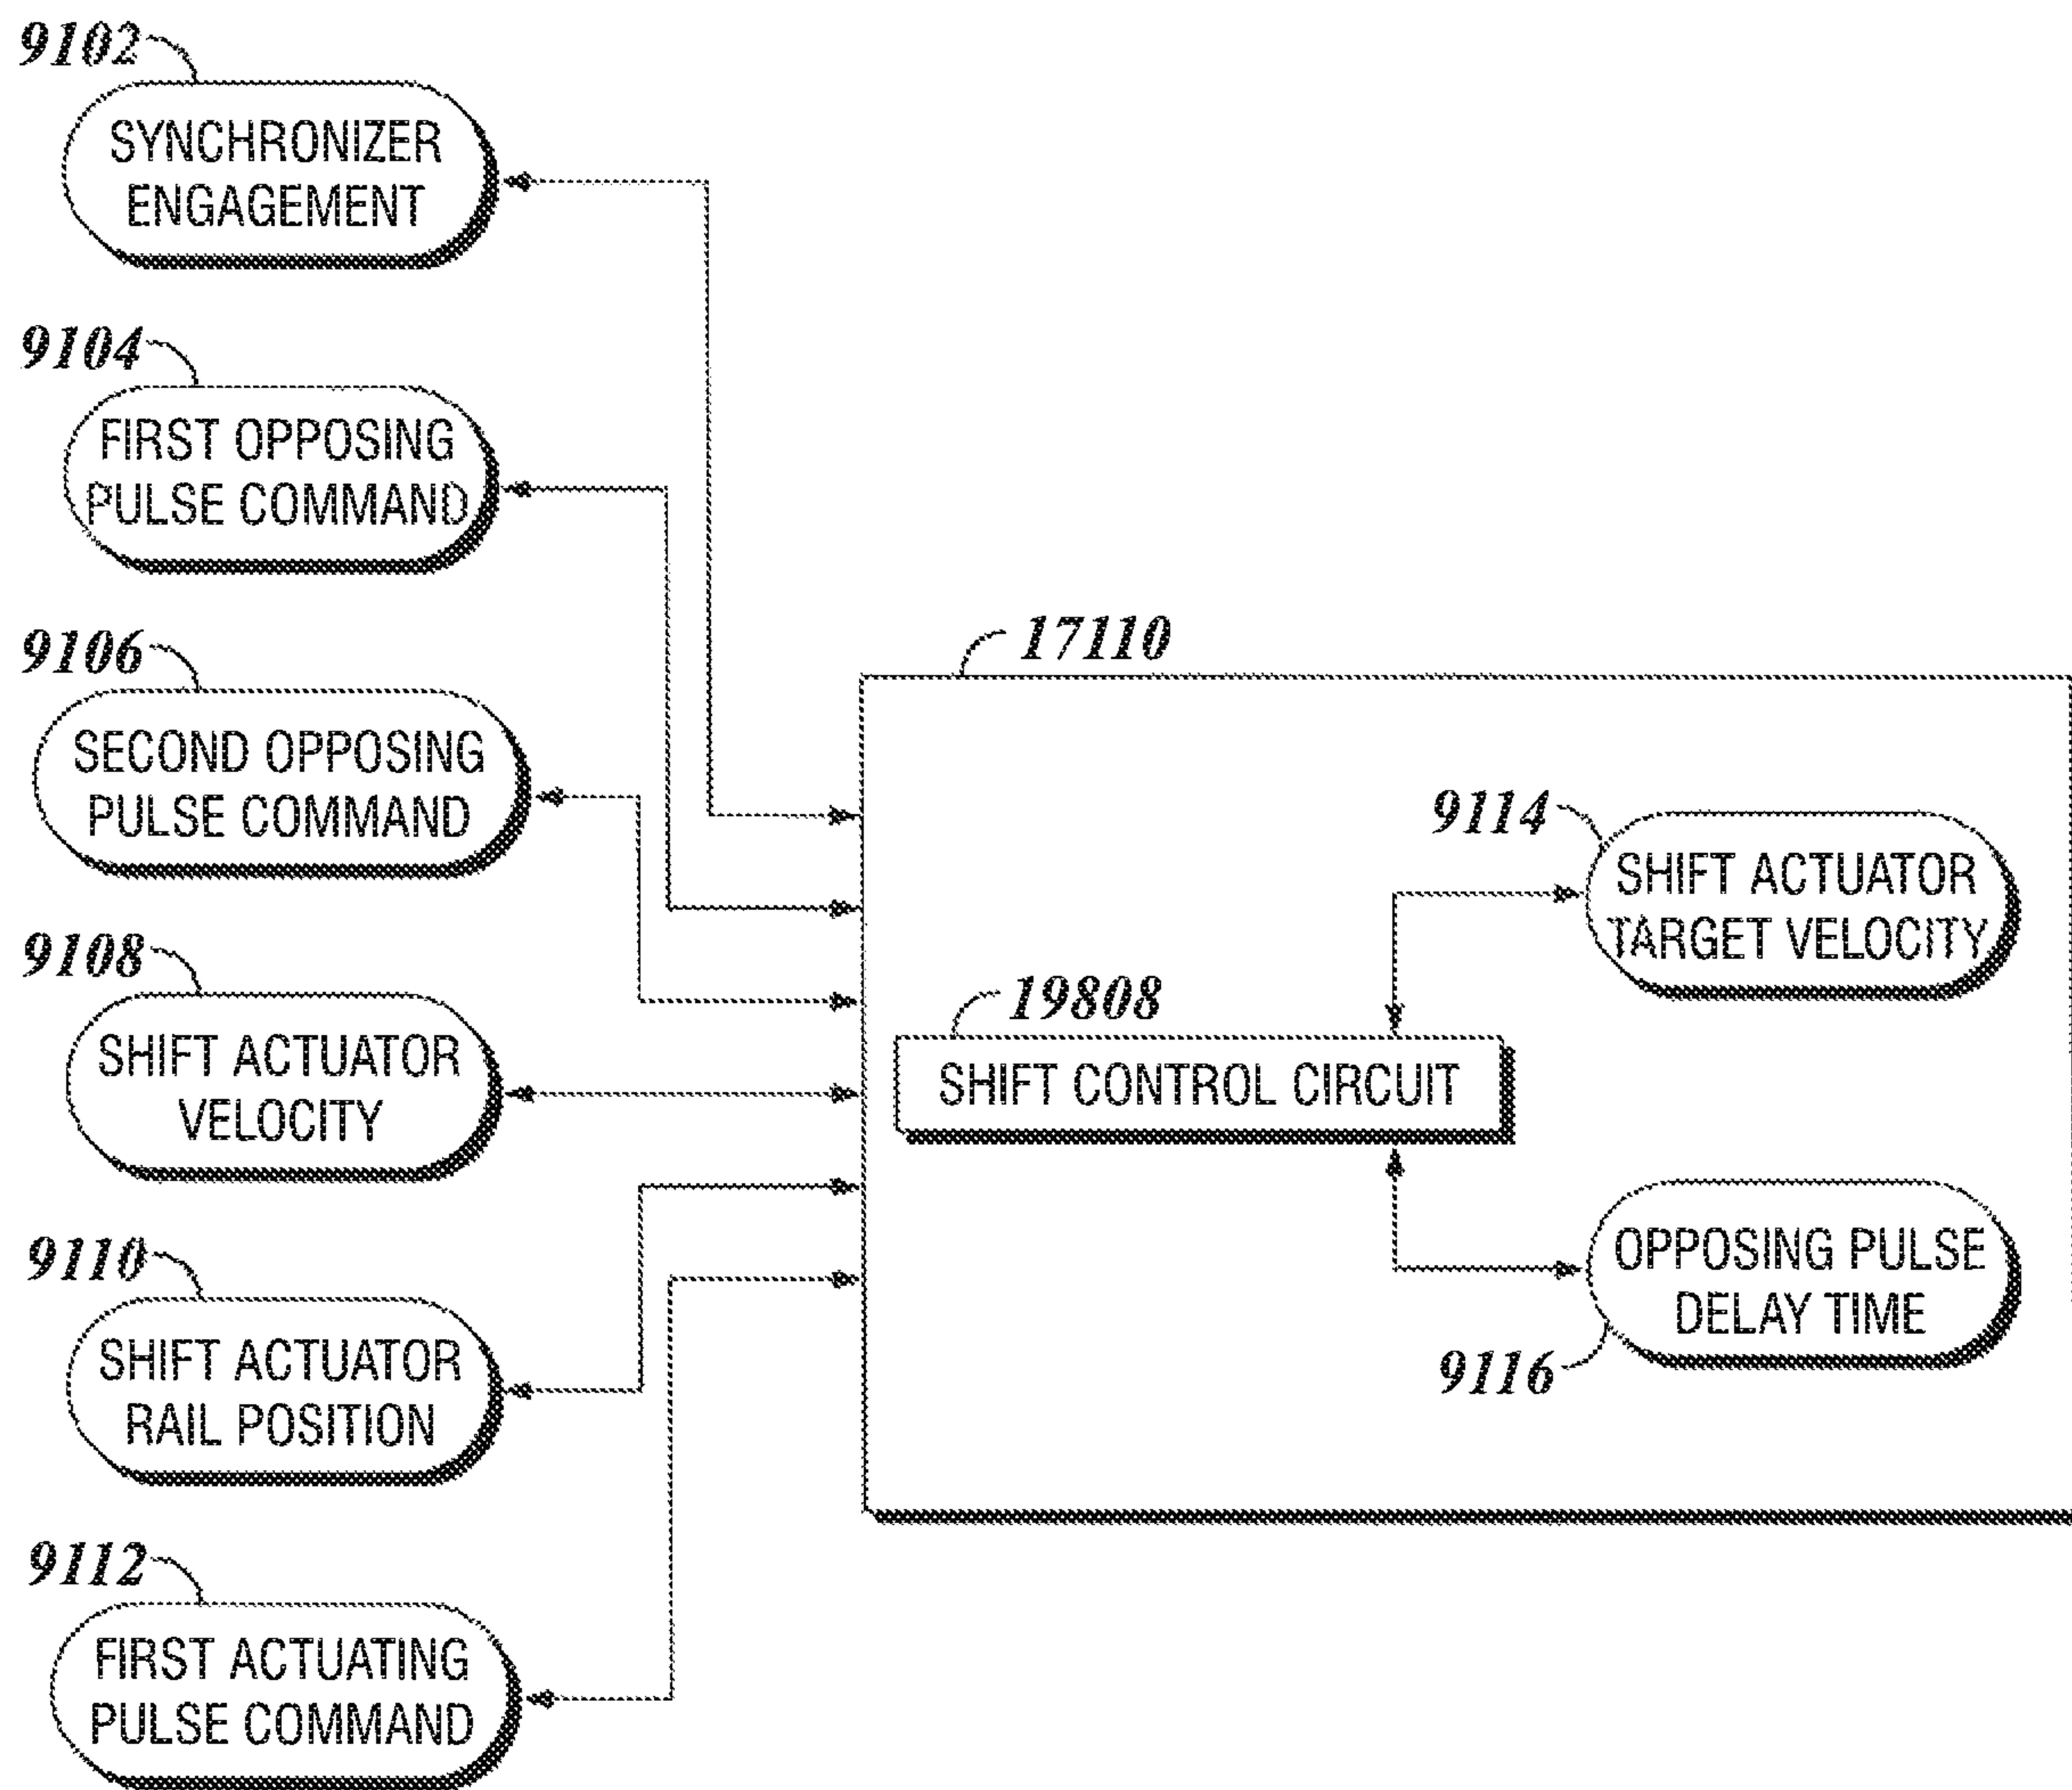 9102
SYNCHRONIZER
ENGAGEMENT
9104
FIRST OPPOSING
PULSE COMMAND
9106
SECOND OPPOSING
PULSE COMMAND
9108
SHIFT ACTUATOR
VELOCITY
9110
SHIFT ACTUATOR
RAIL POSITION
9112
FIRST ACTUATING
PULSE COMMAND
17110
9114
SHIFT ACTUATOR
TARGET VELOCITY
19808
SHIFT CONTROL CIRCUIT
OPPOSING PULSE
DELAY TIME
9116